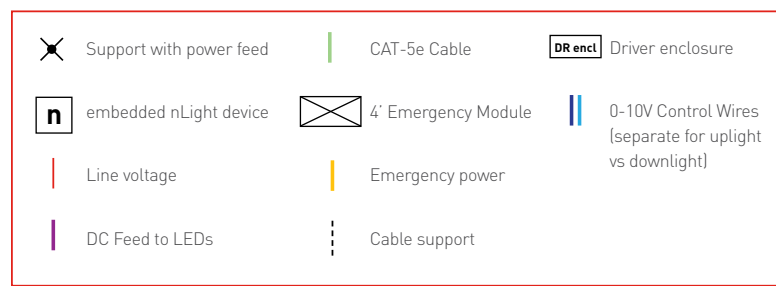 Support with power feed
CAT-5e Cable
DR encl
Driver enclosure
n
embedded nLight device
4' Emergency Module
0-10V Control Wires
(separate for uplight
vs downlight)
Line voltage
Emergency power
DC Feed to LEDs
Cable support